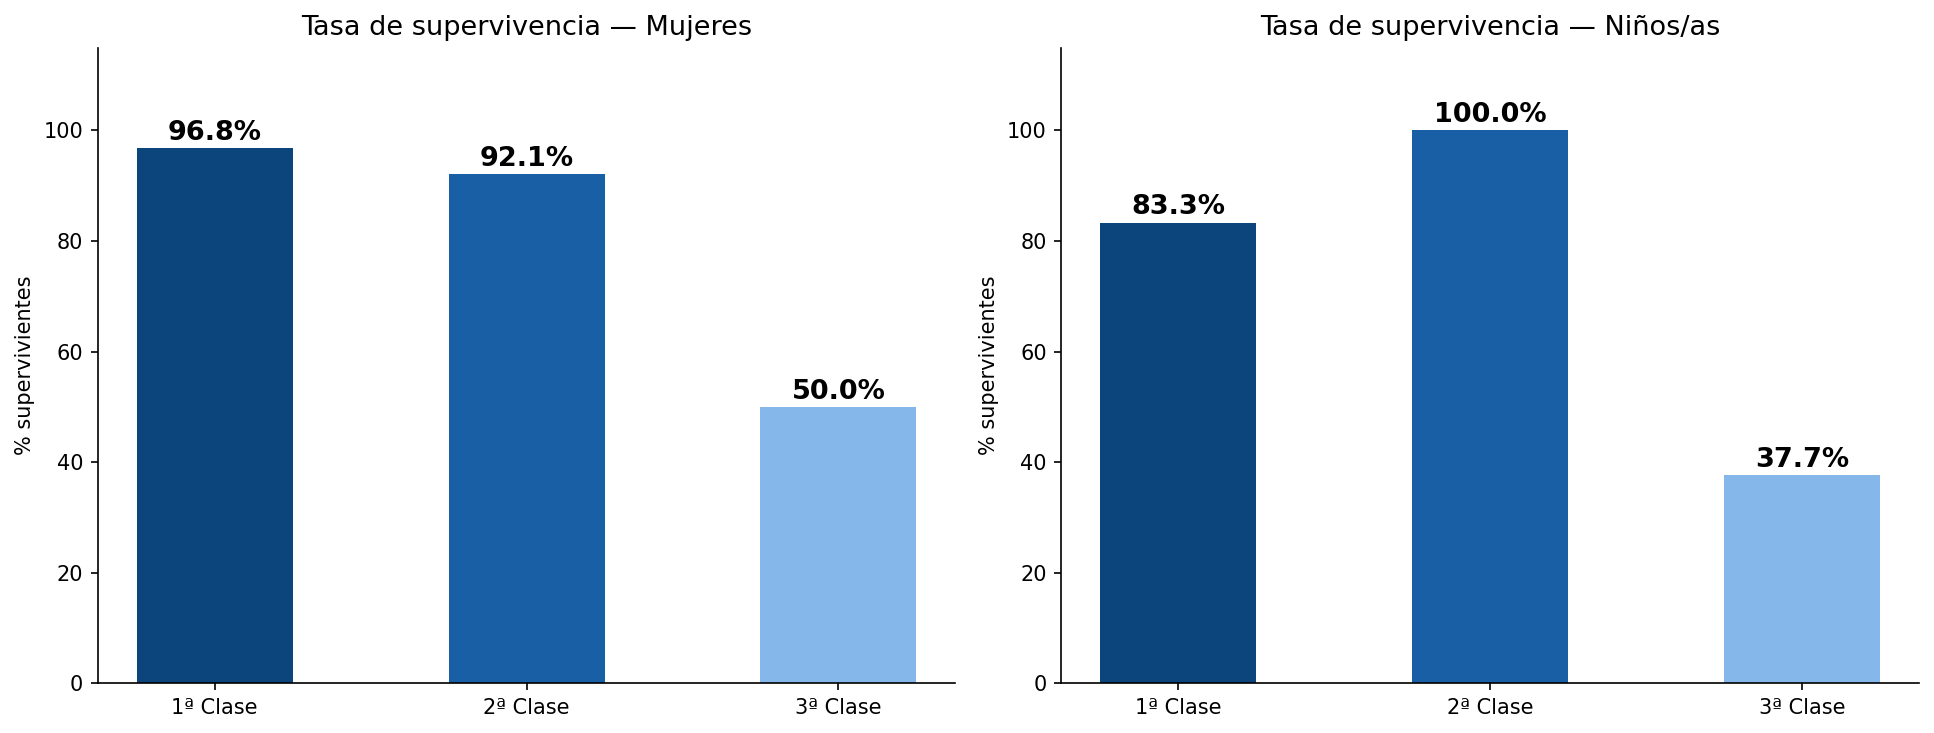 Tasa de supervivencia — Mujeres
% supervivientes
100
80
60
40
20
0
96.8%
92.1%
50.0%
1ª Clase
2ª Clase
3ª Clase
Tasa de supervivencia — Niños/as
% supervivientes
100
80
60
40
20
0
83.3%
100.0%
37.7%
1ª Clase
2ª Clase
3ª Clase